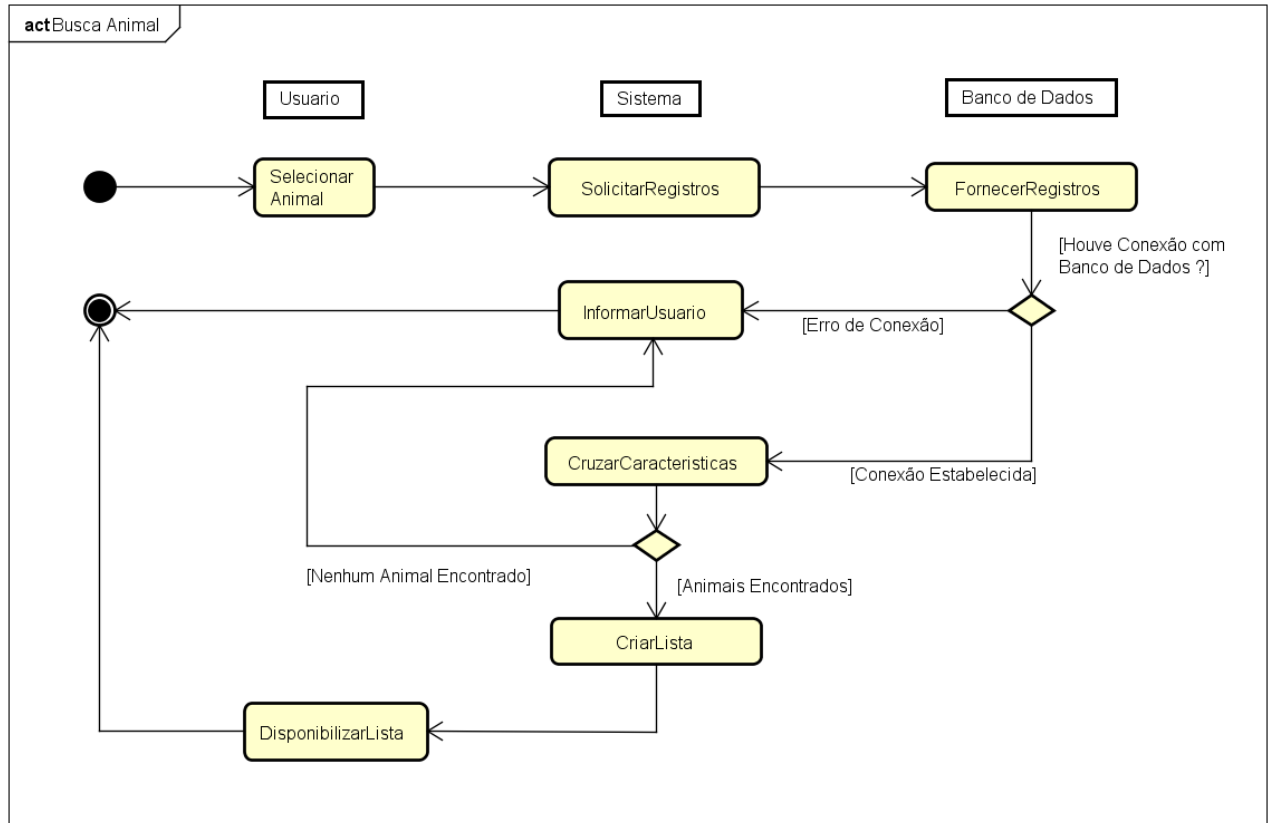 actBusca Animal
Usuario
Sistema
Banco de Dados
Selecionar
Animal
SolicitarRegistros
FornecerRegistros
[Houve Conexão com
Banco de Dados ?]
InformarUsuario
[Erro de Conexão]
CruzarCaracteristicas
[Conexão Estabelecida]
[Nenhum Animal Encontrado]
[Animais Encontrados]
CriarLista
DisponibilizarLista